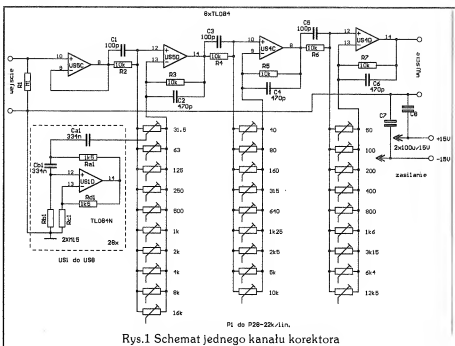 8xTL084
C1
100p
C3
100p
C5
100p
10
9
8
US5C
12
13
14
US5D
10
9
8
US4C
12
13
14
US4D
10k
R2
10k
R4
10k
R6
R3
10k
C2
470p
R5
10k
C4
470p
R7
10k
C6
470p
R1
C7
C8
+15V
2x100u/15V
-15V
zasilanie
Ca1
334n
Cb1
334n
1k5
Ra1
12
13
14
US1D
Rd1
1k5
Rb1
Rc1
TL084N
2XM15
28x
US1 do US8
31.5
63
125
250
500
1k
2k
4k
8k
16k
40
80
160
315
640
1k25
2k5
5k
10k
50
100
200
400
800
1k6
3k15
6k4
12k5
P1 do P28-22k/lin.
Rys.1 Schemat jednego kanału korektora